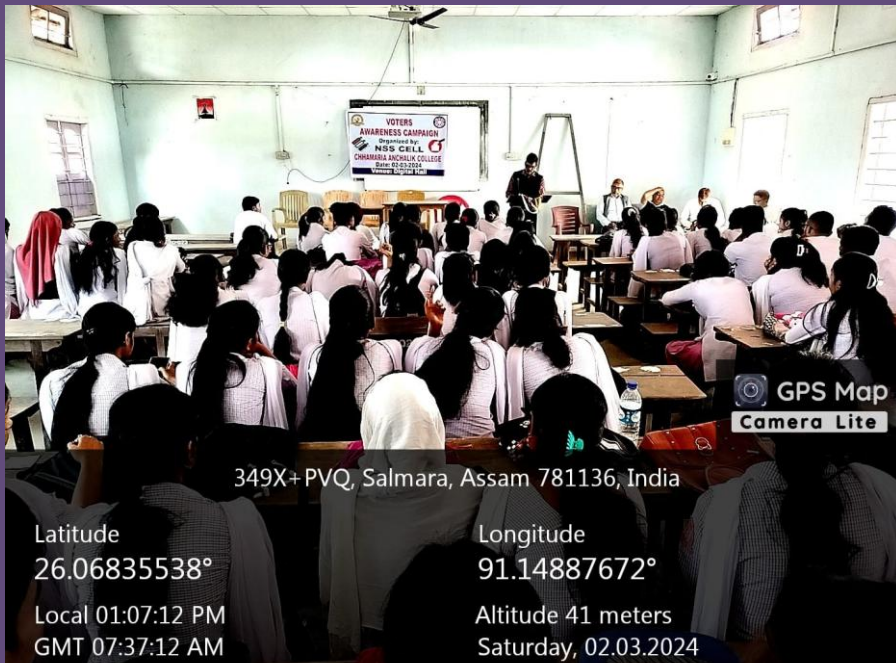 VOTERS
AWARENESS CAMPAIGN
Organized by:
NSS CELL
CHHAMARIA ANCHALIK COLLEGE
Date: 02-03-2024
Venue: Digital Hall
GPS Map
Camera Lite
349X+PVQ, Salmara, Assam 781136, India
Latitude
26.06835538°
Longitude
91.14887672°
Local 01:07:12 PM
GMT 07:37:12 AM
Altitude 41 meters
Saturday, 02.03.2024